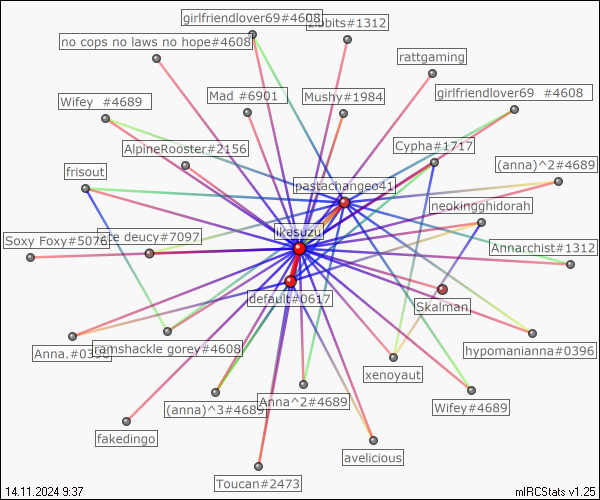 girlfriendlover69#4608
zibbits#1312
no cops no laws no hope#4608
rattgaming
Wifey #4689
Mad #6901
Mushy#1984
girlfriendlover69 #4608
AlpineRooster#2156
Cypha#1717
(anna)^2#4689
frisout
pastachangeo41
neokingghidorah
ikasuzu
Soxy Foxy#5076
deucy#7097
Annarchist#1312
default#0617
Skalman
Anna.#0396
ramshackle gorey#4608
hypomanianna#0396
xenoyaut
(anna)^3#4689
Anna^2#4689
Wifey#4689
fakedingo
avelicious
Toucan#2473
14.11.2024 9:37
mIRCStats v1.25